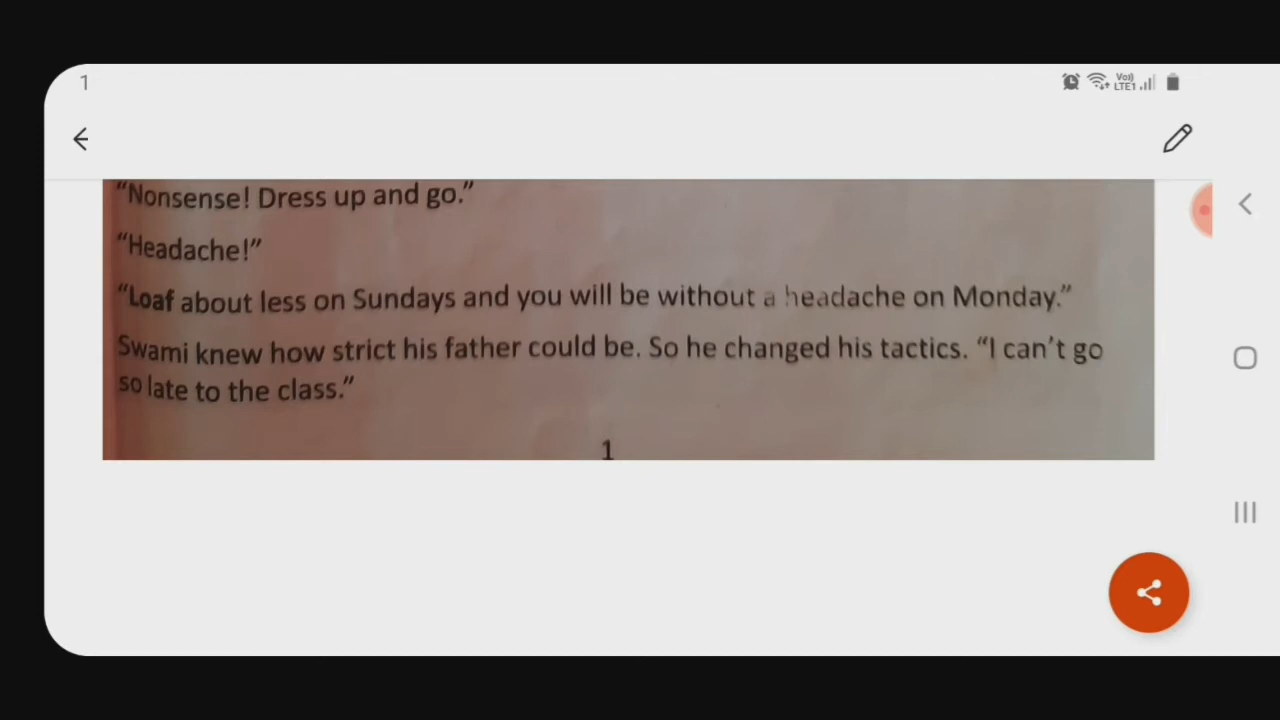 1
Vo)) LTE1
"Nonsense! Dress up and go."
"Headache!"
"Loaf about less on Sundays and you will be without a headache on Monday."
Swami knew how strict his father could be. So he changed his tactics. "I can't go
so late to the class."
1